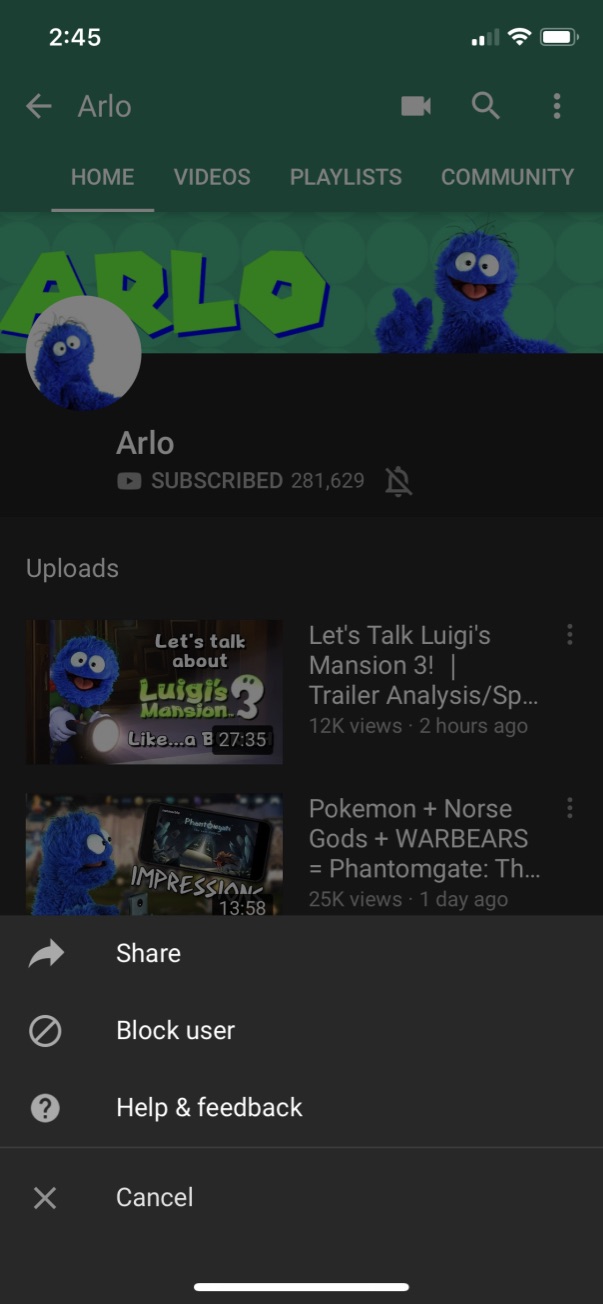 2:45
Arlo
HOME VIDEOS PLAYLISTS COMMUNITY
ARLO
Arlo
SUBSCRIBED 281,629
Uploads
Let's talk
about
Luigi's
Mansion 3
Like...a B
27:35
Let's Talk Luigi's
Mansion 3! |
Trailer Analysis/Sp...
12K views · 2 hours ago
Phantomgate
IMPRESSIONS
13:58
Pokemon + Norse
Gods + WARBEARS
= Phantomgate: Th...
25K views · 1 day ago
Share
Block user
Help & feedback
Cancel